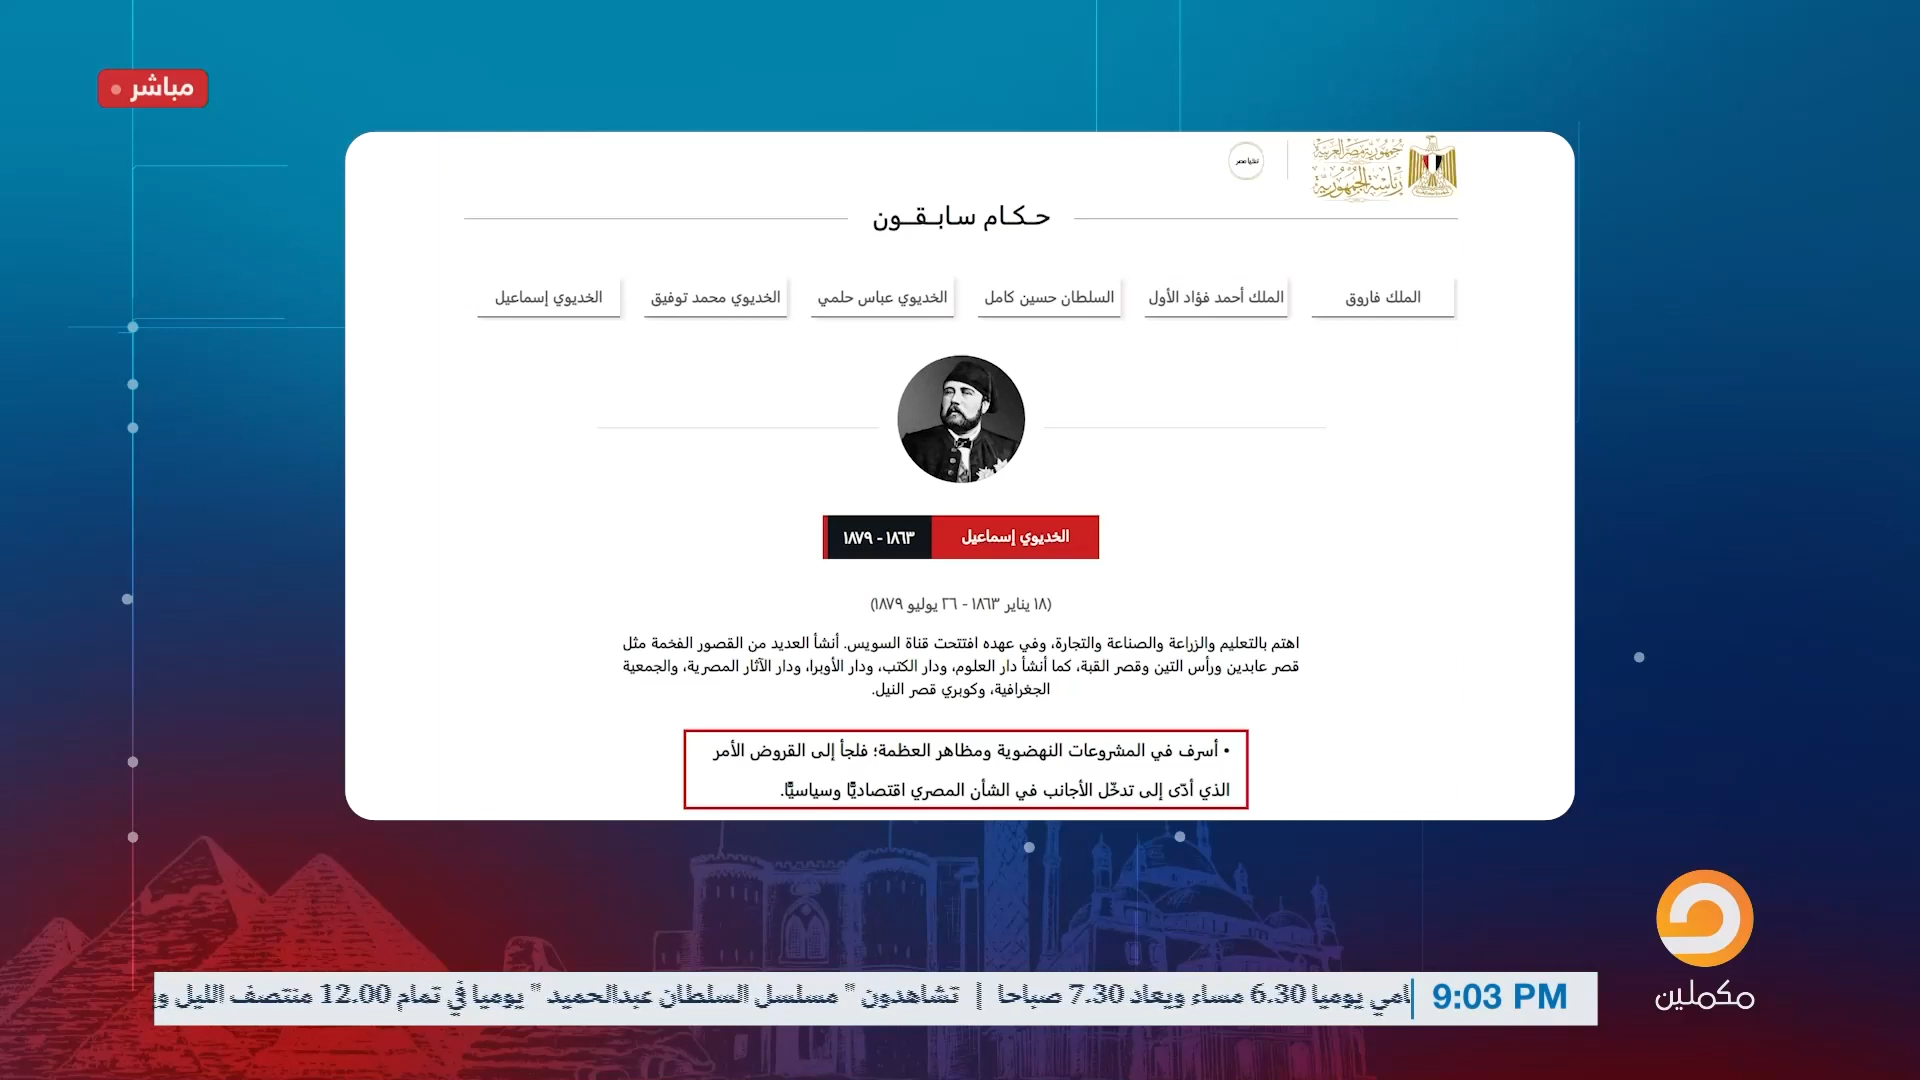 مباشر
تحيا مصر
جمهورية مصر العربية
رئاسة الجمهورية
حكام سابقون
الملك فاروق
الملك أحمد فؤاد الأول
السلطان حسين كامل
الخديوي عباس حلمي
الخديوي محمد توفيق
الخديوي إسماعيل
الخديوي إسماعيل
١٨٦٣ - ١٨٧٩
(١٨ يناير ١٨٦٣ - ٢٦ يوليو ١٨٧٩)
اهتم بالتعليم والزراعة والصناعة والتجارة، وفي عهده افتتحت قناة السويس. أنشأ العديد من القصور الفخمة مثل
قصر عابدين ورأس التين وقصر القبة، كما أنشأ دار العلوم، ودار الكتب، ودار الأوبرا، ودار الآثار المصرية، والجمعية
الجغرافية، وكوبري قصر النيل.
• أسرف في المشروعات النهضوية ومظاهر العظمة؛ فلجأ إلى القروض الأمر
الذي أدّى إلى تدخّل الأجانب في الشأن المصري اقتصاديًّا وسياسيًّا.
9:03 PM
يوميا 6.30 مساء ويعاد 7.30 صباحا | تشاهدون " مسلسل السلطان عبدالحميد " يوميا في تمام 12.00 منتصف الليل
مكملين